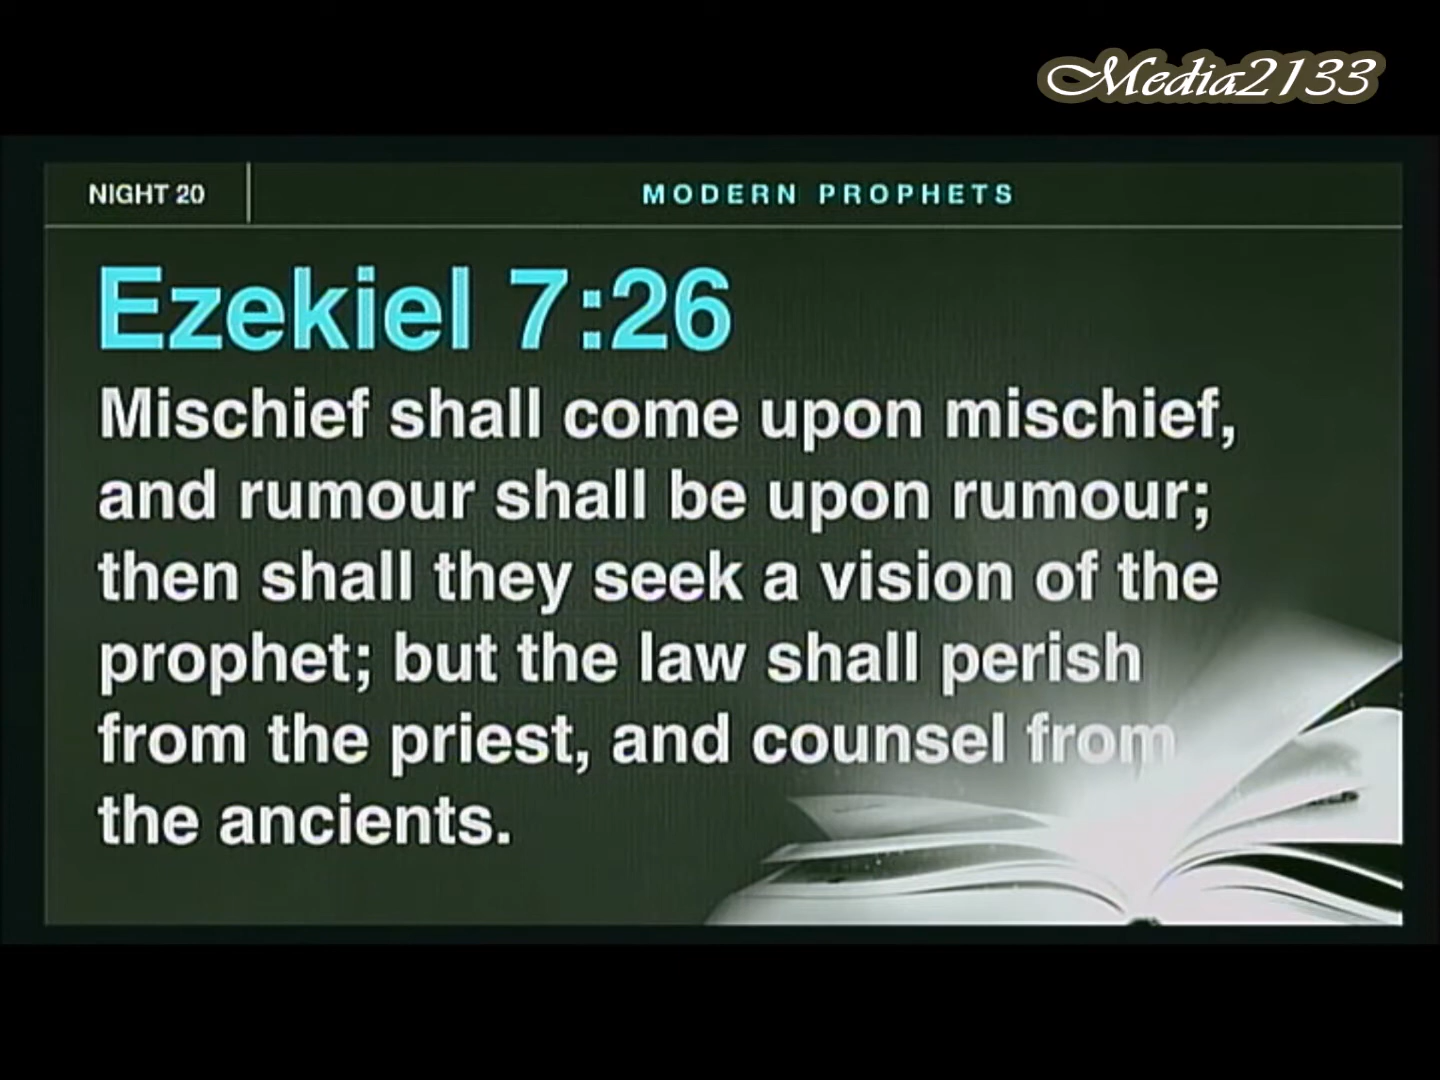 Media2133
NIGHT 20
MODERN PROPHETS
Ezekiel 7:26
Mischief shall come upon mischief,
and rumour shall be upon rumour;
then shall they seek a vision of the
prophet; but the law shall perish
from the priest, and counsel from
the ancients.